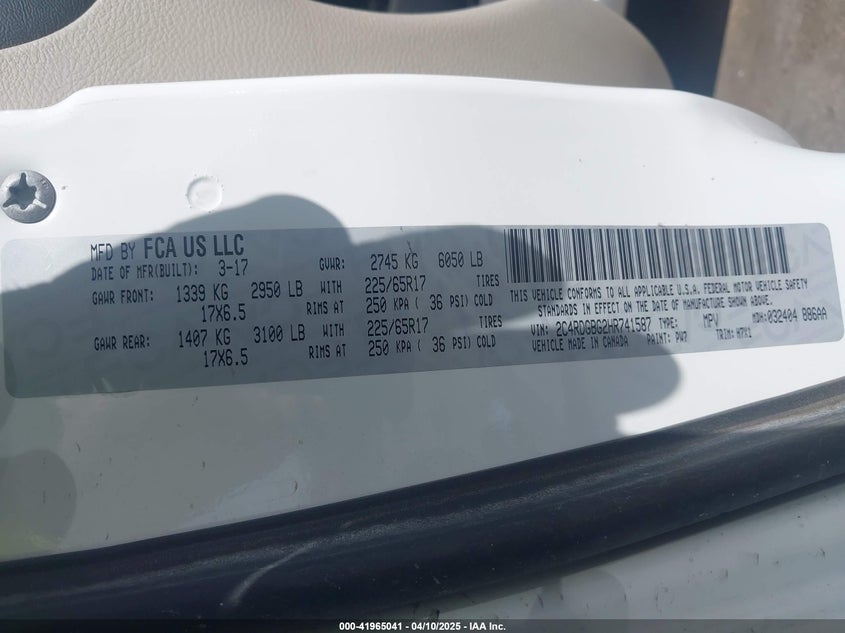 MFD BY FCA US LLC
DATE OF MFR(BUILT): 3-17 GVWR: 2745 KG 6050 LB
GAWR FRONT: 1339 KG 2950 LB WITH 225/65R17 TIRES
17X6.5 RIMS AT 250 KPA ( 36 PSI) COLD
GAWR REAR: 1407 KG 3100 LB WITH 225/65R17 TIRES
17X6.5 RIMS AT 250 KPA ( 36 PSI) COLD
THIS VEHICLE CONFORMS TO ALL APPLICABLE U.S.A. FEDERAL MOTOR VEHICLE SAFETY
STANDARDS IN EFFECT ON THE DATE OF MANUFACTURE SHOWN ABOVE.
VIN: 2C4RDGBG2HR741587 TYPE: MPV MDH:032404 886AA
VEHICLE MADE IN CANADA PAINT: PW7 TRIM: H7X1
000-41965041 / 04/10/2025 - IAA Inc.